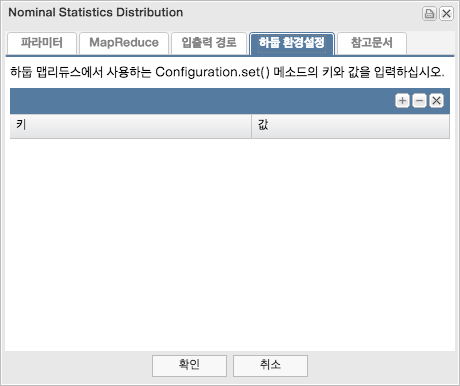 Nominal Statistics Distribution
파라미터 MapReduce 입출력 경로 하둡 환경설정 참고문서
하둡 맵리듀스에서 사용하는 Configuration.set() 메소드의 키와 값을 입력하십시오.
키 값
확인 취소